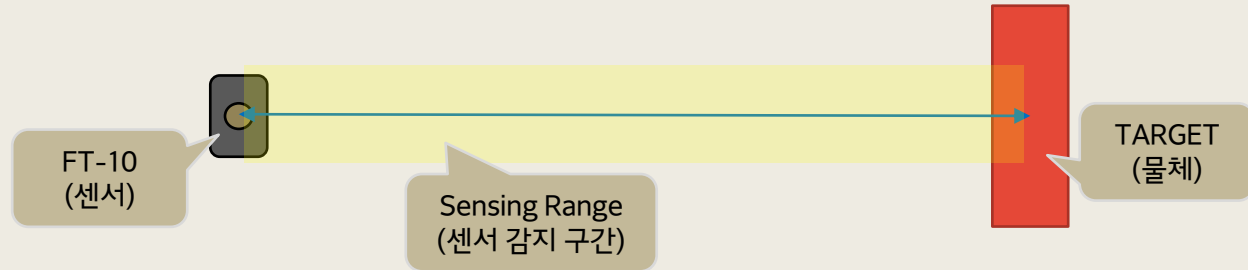 FT-10
(센서)
Sensing Range
(센서 감지 구간)
TARGET
(물체)